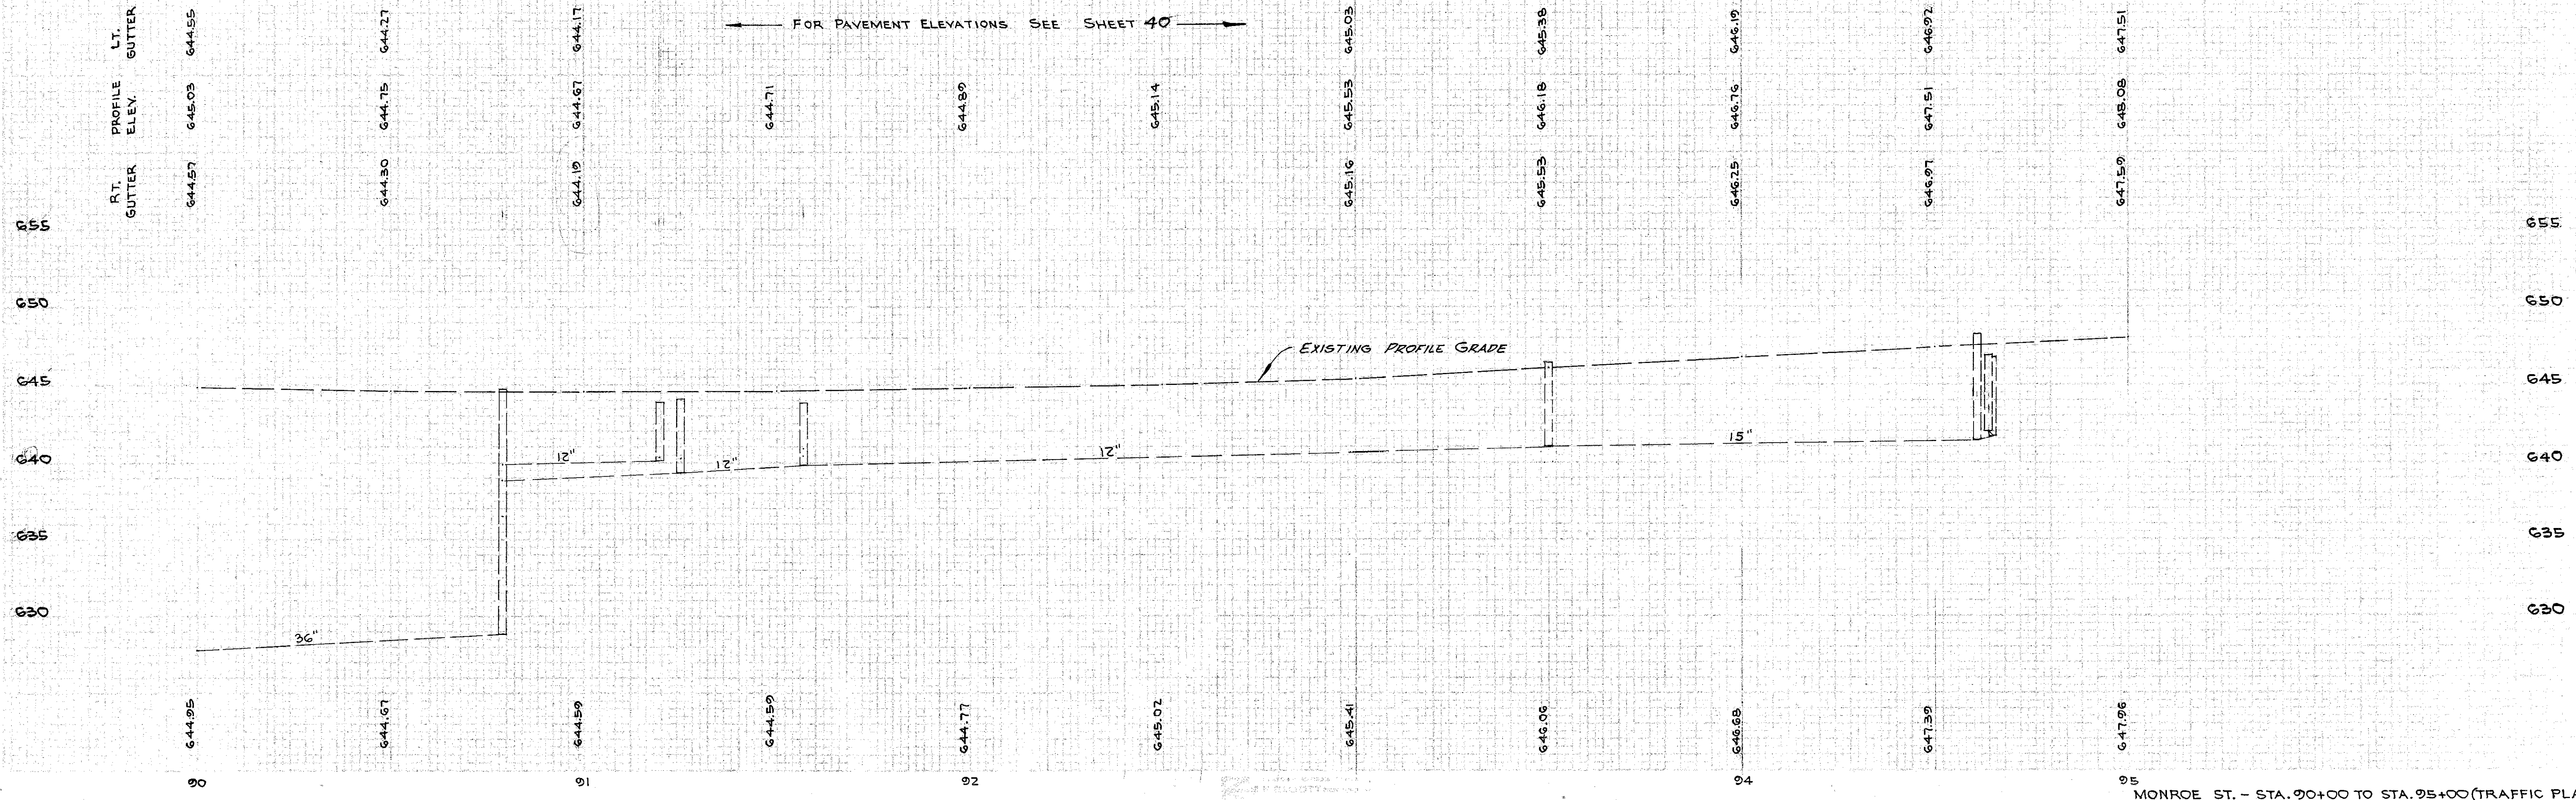 LT. GUTTER 644.55 644.27 644.17 645.03 645.38 646.19 646.92 647.51
← FOR PAVEMENT ELEVATIONS SEE SHEET 40 →
PROFILE ELEV. 645.03 644.75 644.67 644.71 644.89 645.14 645.53 646.18 646.76 647.51 648.08
RT. GUTTER 644.57 644.30 644.19 645.16 645.53 646.25 646.97 647.59
655 655
650 650
EXISTING PROFILE GRADE
645 645
15"
12" 12" 12"
640 640
635 635
630 630
36"
644.95 644.67 644.59 644.59 644.77 645.02 645.41 646.06 646.68 647.39 647.96
90 91 92 94 95
MONROE ST. - STA. 90+00 TO STA. 95+00 (TRAFFIC PLA